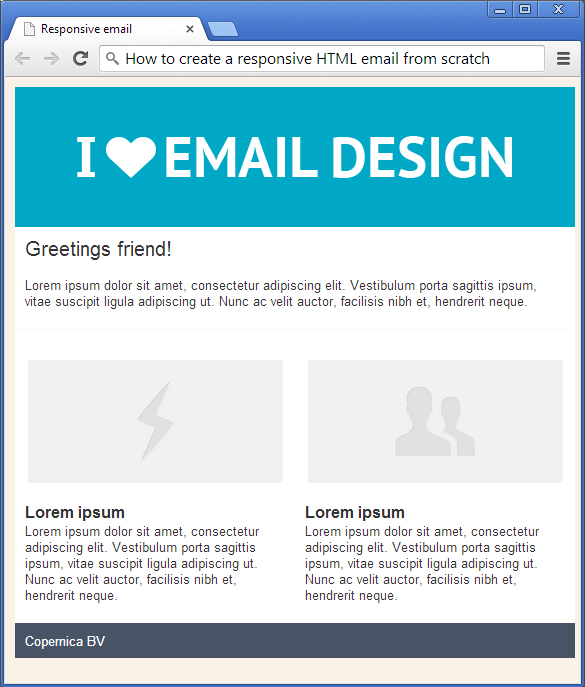 Responsive email
How to create a responsive HTML email from scratch
I ♥ EMAIL DESIGN
Greetings friend!
Lorem ipsum dolor sit amet, consectetur adipiscing elit. Vestibulum porta sagittis ipsum,
vitae suscipit ligula adipiscing ut. Nunc ac velit auctor, facilisis nibh et, hendrerit neque.
Lorem ipsum
Lorem ipsum dolor sit amet, consectetur
adipiscing elit. Vestibulum porta sagittis
ipsum, vitae suscipit ligula adipiscing ut.
Nunc ac velit auctor, facilisis nibh et,
hendrerit neque.
Lorem ipsum
Lorem ipsum dolor sit amet, consectetur
adipiscing elit. Vestibulum porta sagittis
ipsum, vitae suscipit ligula adipiscing ut.
Nunc ac velit auctor, facilisis nibh et,
hendrerit neque.
Copernica BV